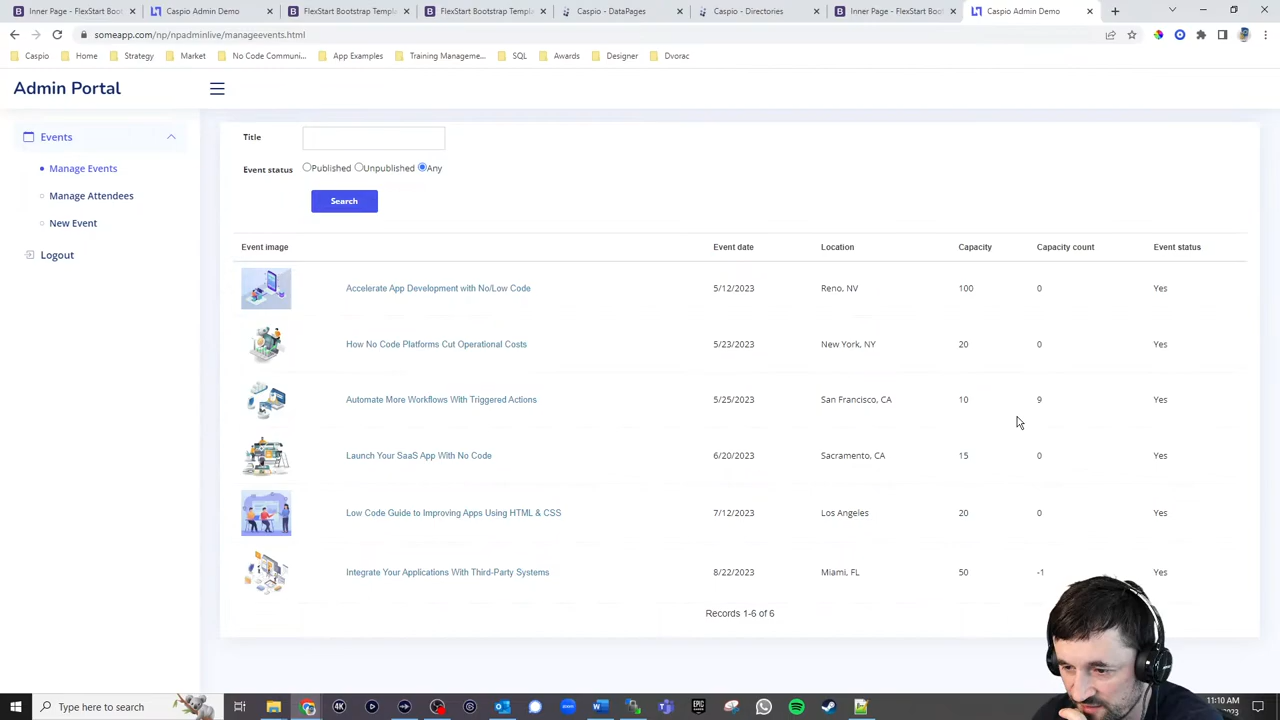 Inner Page - FlexStart Bootstr
Caspio Admin Demo
FlexStart Bootstrap Templat
FlexStart Bootstrap Templat
Caspio - DataPages
Caspio - Directories
Inner Page - FlexStart Bootstr
Caspio Admin Demo
someapp.com/np/npadminlive/manageevents.html
Caspio
Home
Strategy
Market
No Code Communi...
App Examples
Training Manageme...
SQL
Awards
Designer
Dvorac
Admin Portal
Events
Manage Events
Manage Attendees
New Event
Logout
Title
Event status Published Unpublished Any
Search
Event image Event date Location Capacity Capacity count Event status
Accelerate App Development with No/Low Code 5/12/2023 Reno, NV 100 0 Yes
How No Code Platforms Cut Operational Costs 5/23/2023 New York, NY 20 0 Yes
Automate More Workflows With Triggered Actions 5/25/2023 San Francisco, CA 10 9 Yes
Launch Your SaaS App With No Code 6/20/2023 Sacramento, CA 15 0 Yes
Low Code Guide to Improving Apps Using HTML & CSS 7/12/2023 Los Angeles 20 0 Yes
Integrate Your Applications With Third-Party Systems 8/22/2023 Miami, FL 50 -1 Yes
Records 1-6 of 6
Type here to search
4K
EPIC
11:10 AM
2023